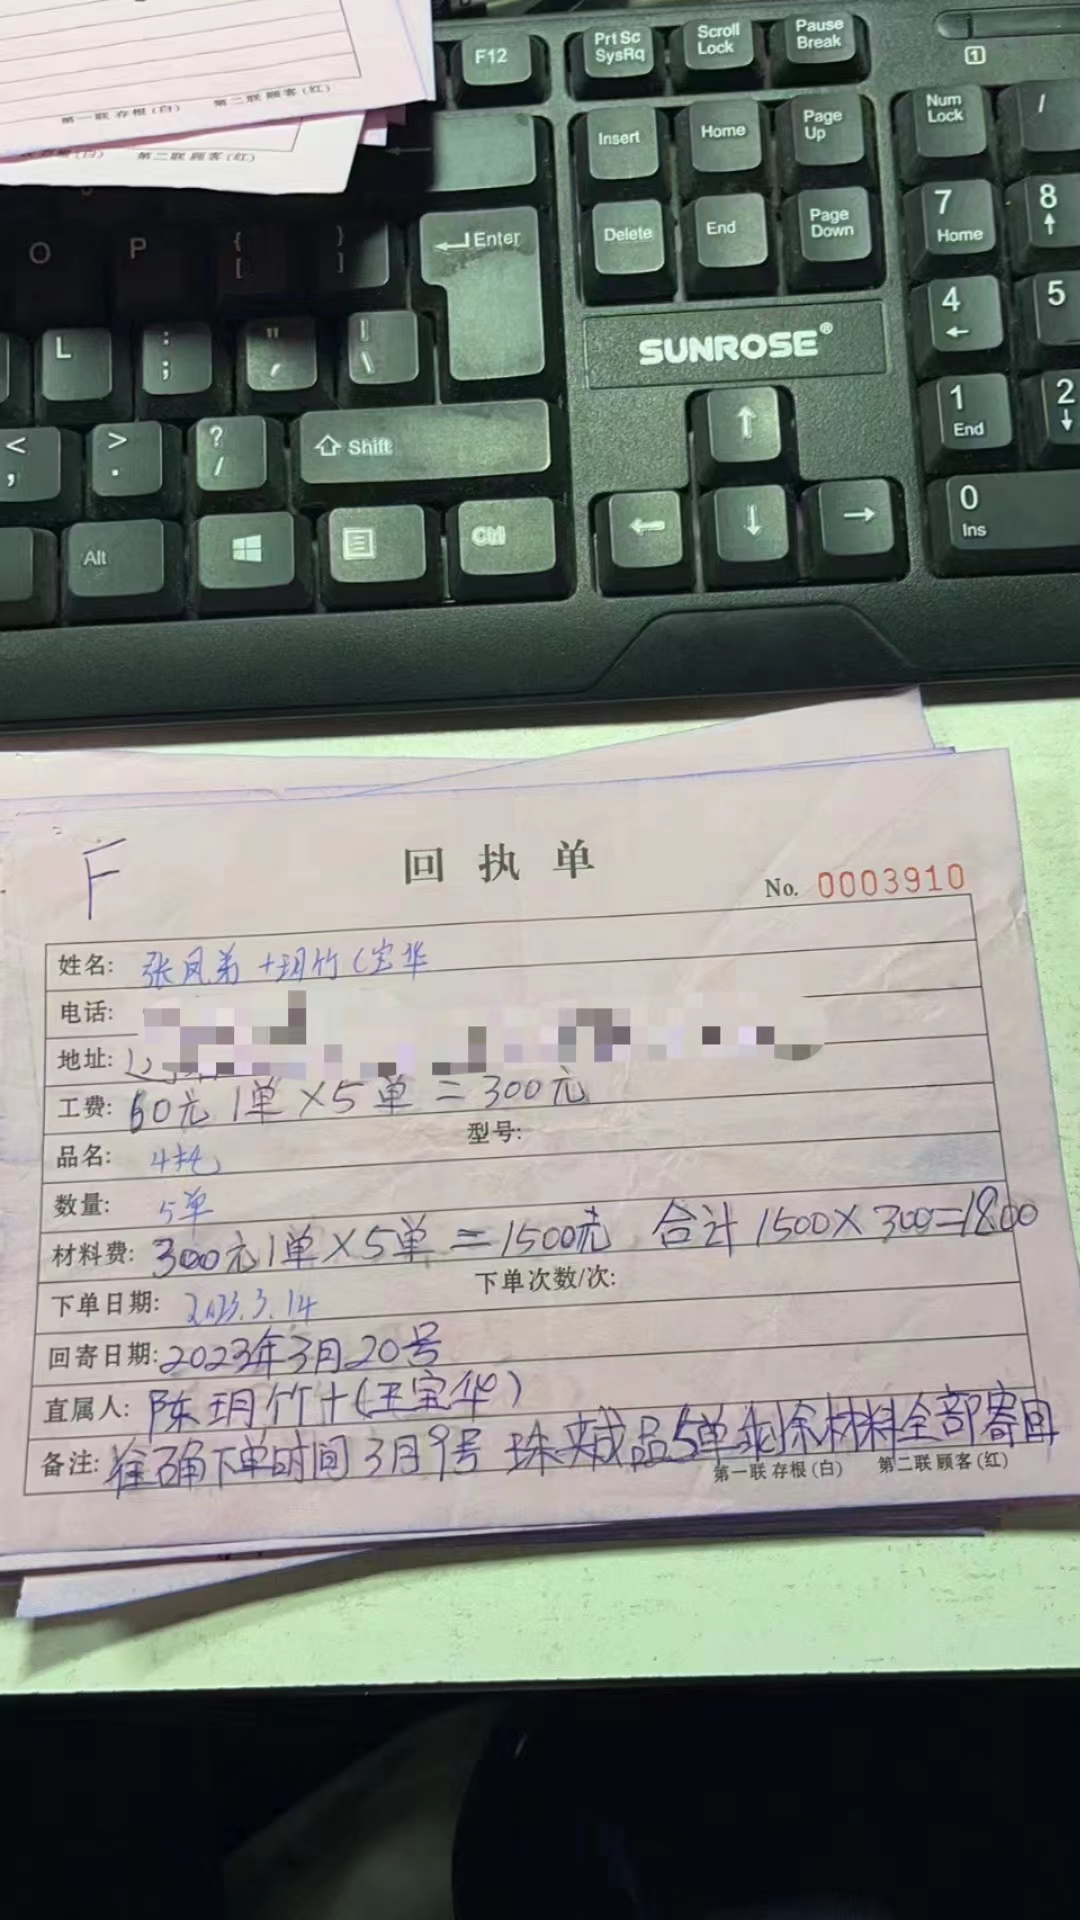 第一联 存根(白) 第二联 顾客(红)
第二联 顾客(红)
F12
Prt Sc SysRq
Scroll Lock
Pause Break
Insert
Home
Page Up
Num Lock
/
Delete
End
Page Down
7 Home
8
O
P
{ [
} ]
Enter
4
5
L
: ;
" '
| \
SUNROSE®
1 End
2
< ,
> .
? /
Shift
0 Ins
Alt
Ctrl
F
回执单
No. 0003910
姓名: 张凤弟+玥竹(宝华
电话:
地址:
工费: 60元1单×5单=300元
型号:
品名: 4托
数量: 5单
材料费: 300元1单×5单=1500元 合计1500×300=1800
下单次数/次:
下单日期: 2023.3.14
回寄日期: 2023年3月20号
直属人: 陈玥竹+(王宝华)
备注: 准确下单时间3月9号 珠夹成品5单剩余材料全部寄回
第一联 存根(白) 第二联 顾客(红)